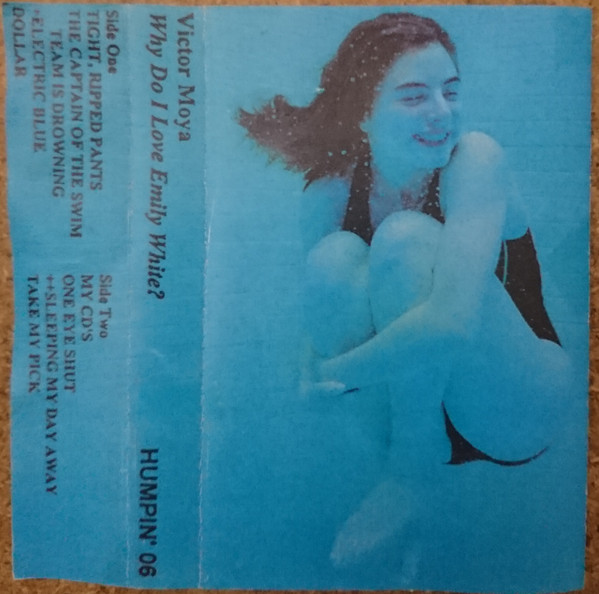 Victor Moya
Why Do I Love Emily White?
HUMPIN' 06
Side One
TIGHT, RIPPED PANTS
THE CAPTAIN OF THE SWIM
TEAM IS DROWNING
+ELECTRIC BLUE
DOLLAR
Side Two
MY CD'S
ONE EYE SHUT
++SLEEPING MY DAY AWAY
TAKE MY PICK